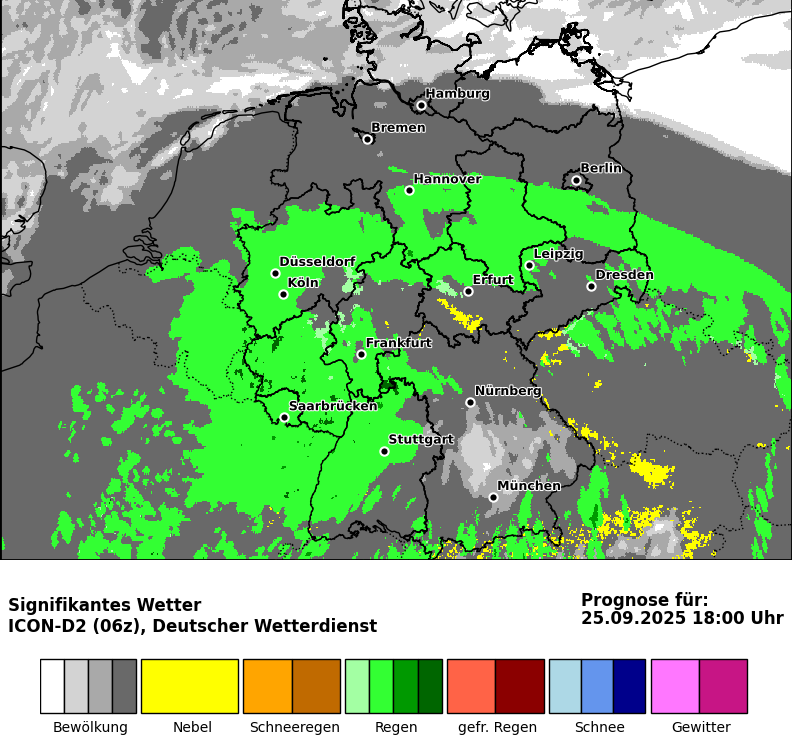 Hamburg
Bremen
Berlin
Hannover
Leipzig
Düsseldorf
Dresden
Erfurt
Köln
Frankfurt
Nürnberg
Saarbrücken
Stuttgart
München
Signifikantes Wetter
ICON-D2 (06z), Deutscher Wetterdienst
Prognose für:
25.09.2025 18:00 Uhr
Bewölkung
Nebel
Schneeregen
Regen
gefr. Regen
Schnee
Gewitter